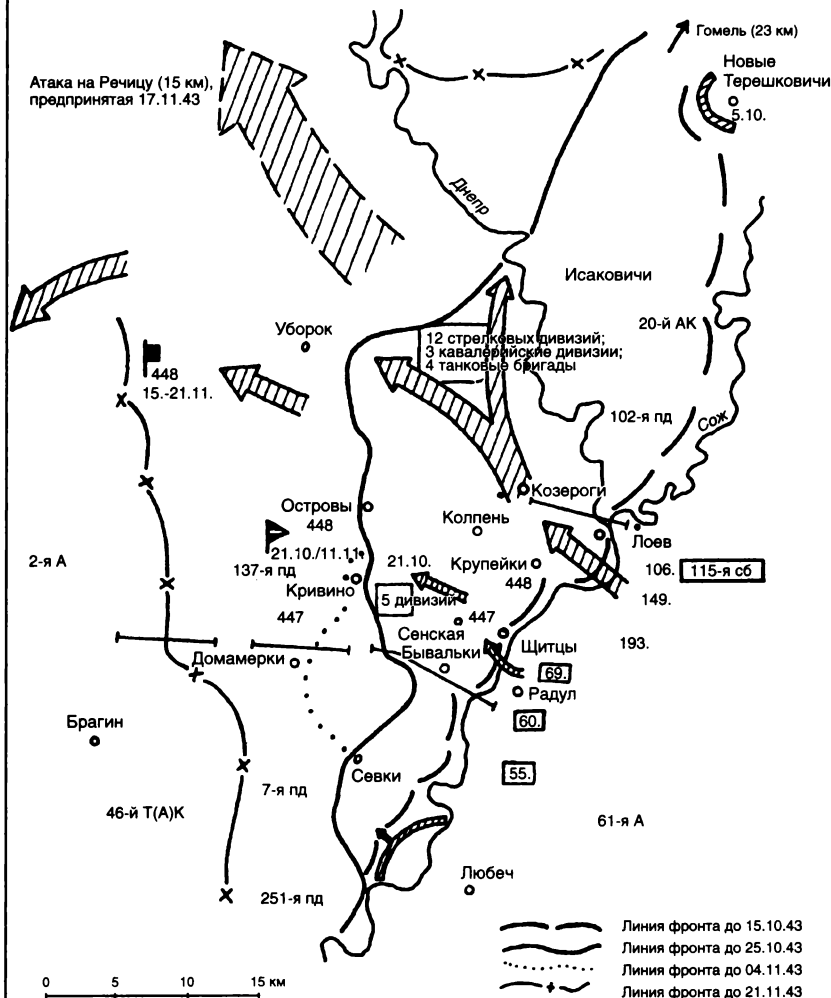 Гомель (23 км)
Новые
Терешковичи
5.10.
Атака на Речицу (15 км),
предпринятая 17.11.43
Днепр
Исаковичи
20-й АК
Уборок
12 стрелковых дивизий;
3 кавалерийские дивизии;
4 танковые бригады
448
15.-21.11.
102-я пд
Сож
Козероги
Островы
448
Колпень
Лоев
21.10./11.11.
2-я А
137-я пд
21.10.
Крупейки
448
106.
115-я сб
Кривино
5 дивизий
149.
447
447
Сенская
Бывальки
Щитцы
193.
Домамерки
69.
Радул
60.
Брагин
Севки
55.
7-я пд
46-й Т(А)К
61-я А
Любеч
251-я пд
Линия фронта до 15.10.43
Линия фронта до 25.10.43
Линия фронта до 04.11.43
Линия фронта до 21.11.43
0 5 10 15 км